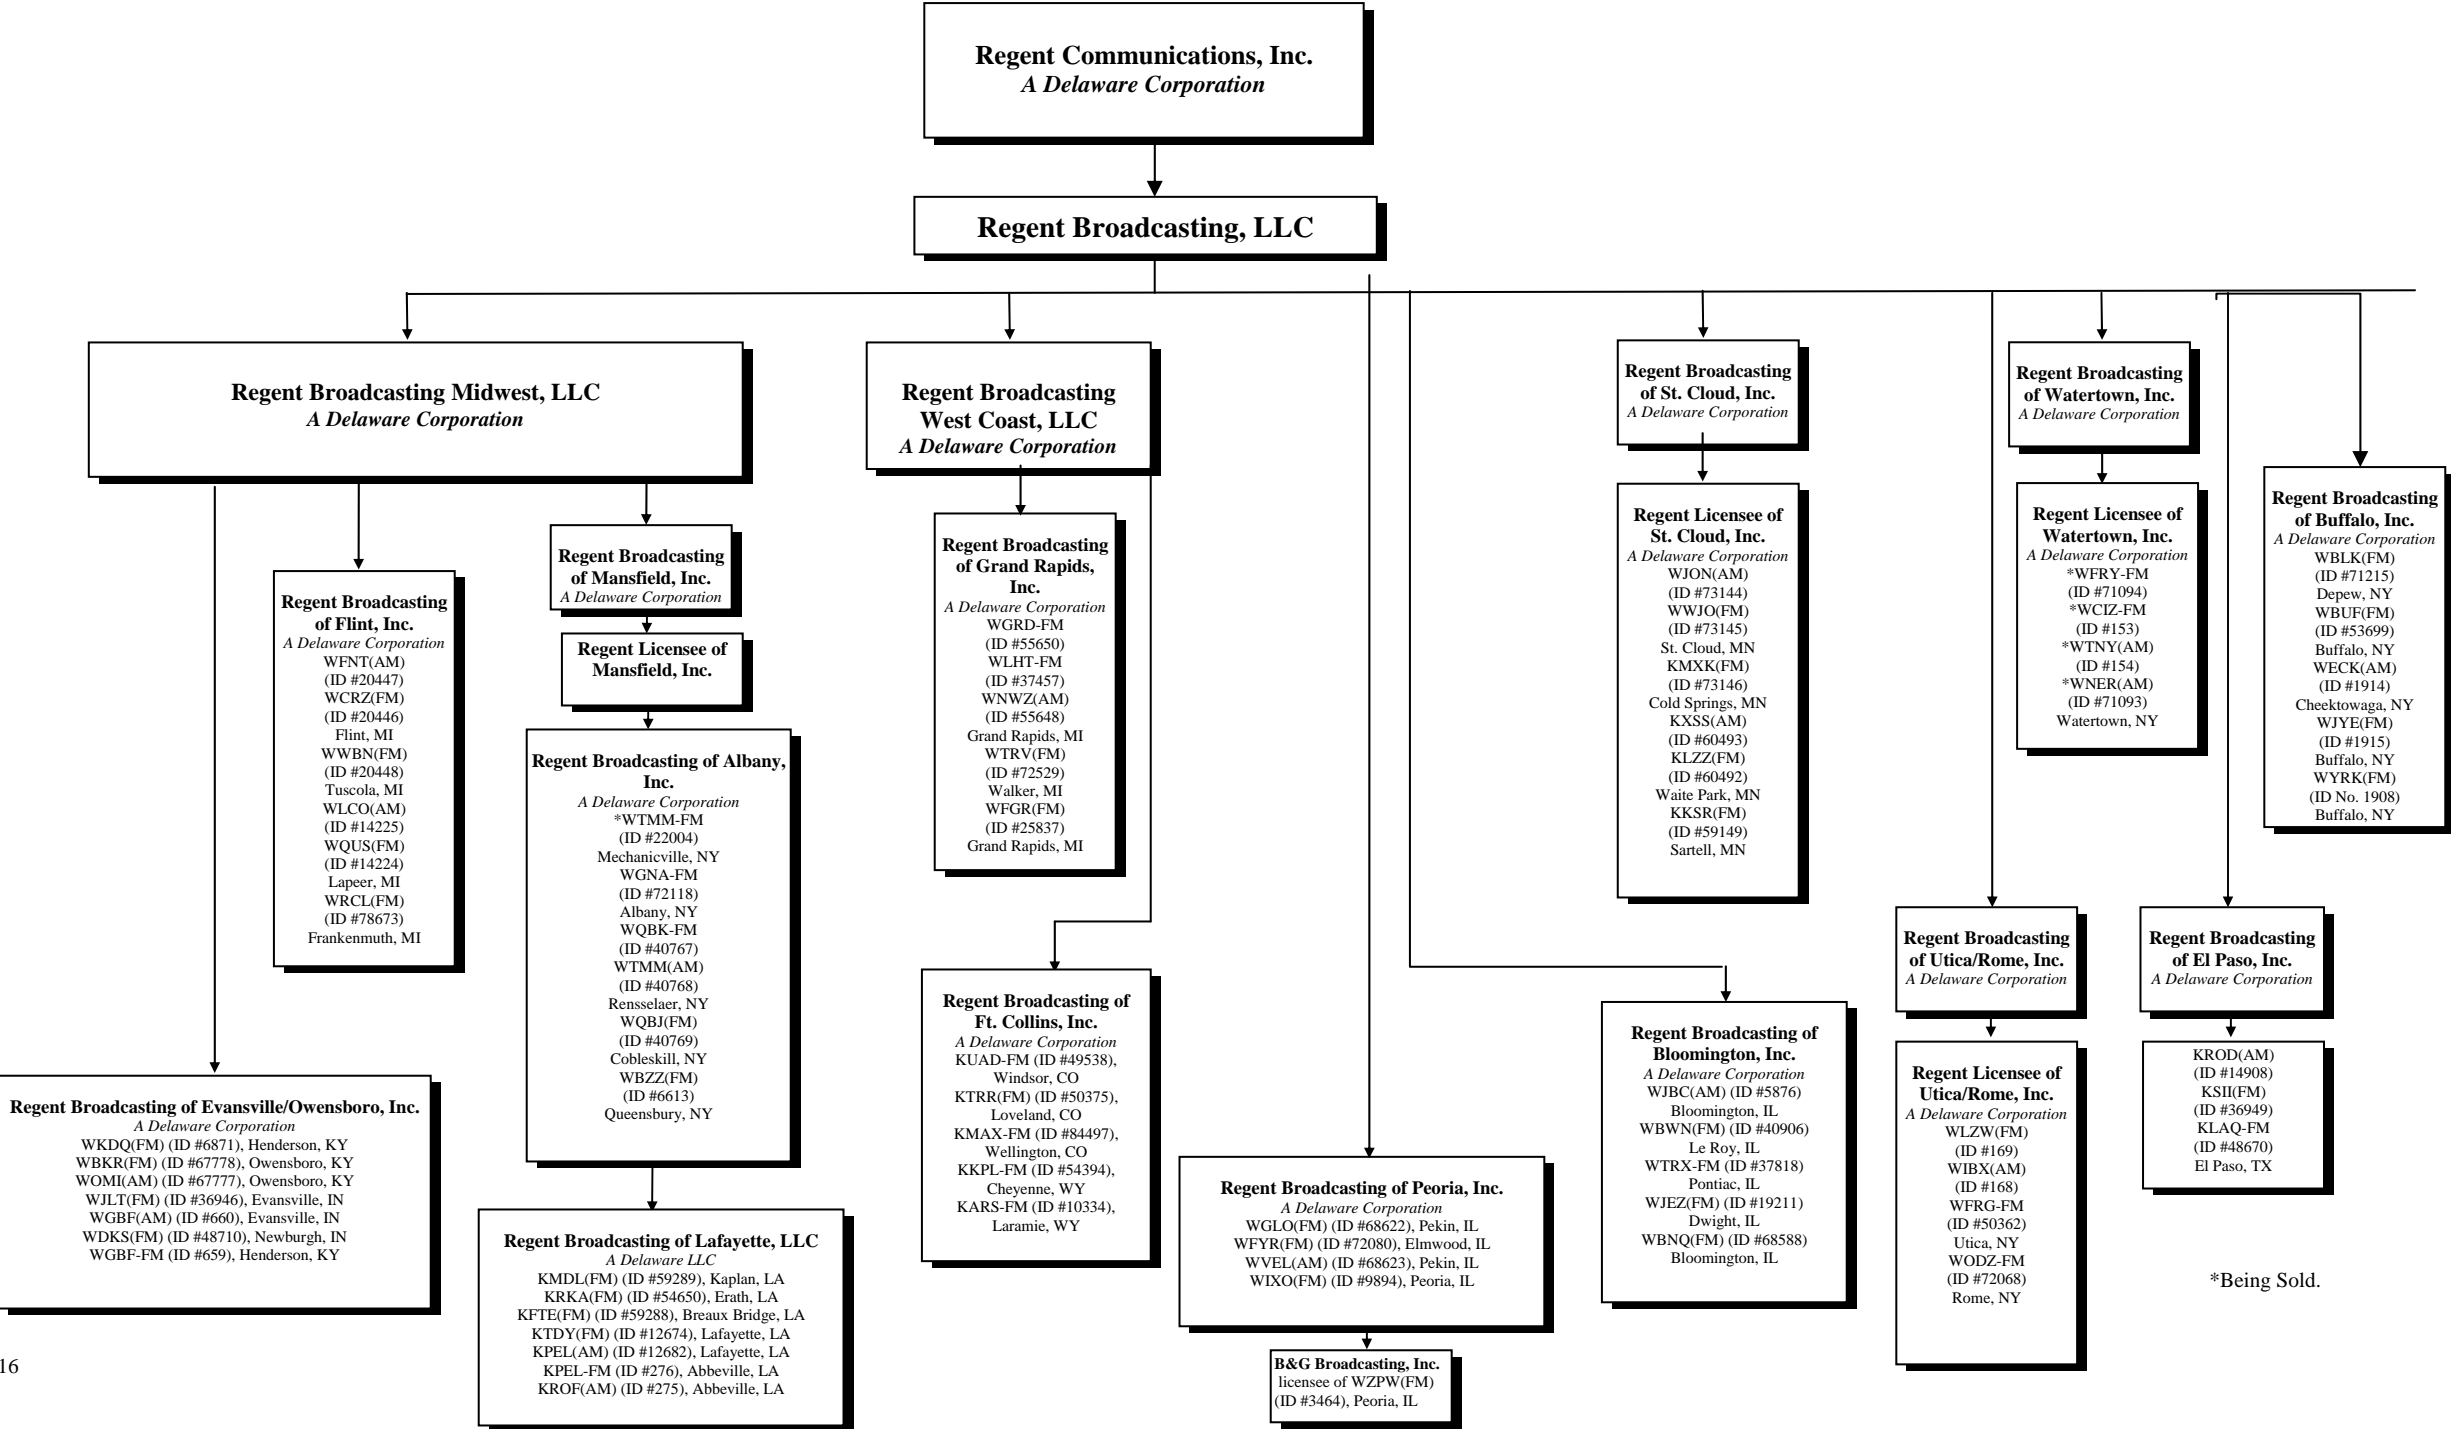 Regent Communications, Inc.
A Delaware Corporation
Regent Broadcasting, LLC
Regent Broadcasting Midwest, LLC
A Delaware Corporation
Regent Broadcasting
West Coast, LLC
A Delaware Corporation
Regent Broadcasting
of St. Cloud, Inc.
A Delaware Corporation
Regent Broadcasting
of Watertown, Inc.
A Delaware Corporation
Regent Broadcasting
of Flint, Inc.
A Delaware Corporation
WFNT(AM)
(ID #20447)
WCRZ(FM)
(ID #20446)
Flint, MI
WWBN(FM)
(ID #20448)
Tuscola, MI
WLCO(AM)
(ID #14225)
WQUS(FM)
(ID #14224)
Lapeer, MI
WRCL(FM)
(ID #78673)
Frankenmuth, MI
Regent Broadcasting
of Mansfield, Inc.
A Delaware Corporation
Regent Licensee of
Mansfield, Inc.
Regent Broadcasting of Albany,
Inc.
A Delaware Corporation
*WTMM-FM
(ID #22004)
Mechanicville, NY
WGNA-FM
(ID #72118)
Albany, NY
WQBK-FM
(ID #40767)
WTMM(AM)
(ID #40768)
Rensselaer, NY
WQBJ(FM)
(ID #40769)
Cobleskill, NY
WBZZ(FM)
(ID #6613)
Queensbury, NY
Regent Broadcasting
of Grand Rapids,
Inc.
A Delaware Corporation
WGRD-FM
(ID #55650)
WLHT-FM
(ID #37457)
WNWZ(AM)
(ID #55648)
Grand Rapids, MI
WTRV(FM)
(ID #72529)
Walker, MI
WFGR(FM)
(ID #25837)
Grand Rapids, MI
Regent Licensee of
St. Cloud, Inc.
A Delaware Corporation
WJON(AM)
(ID #73144)
WWJO(FM)
(ID #73145)
St. Cloud, MN
KMXK(FM)
(ID #73146)
Cold Springs, MN
KXSS(AM)
(ID #60493)
KLZZ(FM)
(ID #60492)
Waite Park, MN
KKSR(FM)
(ID #59149)
Sartell, MN
Regent Licensee of
Watertown, Inc.
A Delaware Corporation
*WFRY-FM
(ID #71094)
*WCIZ-FM
(ID #153)
*WTNY(AM)
(ID #154)
*WNER(AM)
(ID #71093)
Watertown, NY
Regent Broadcasting
of Buffalo, Inc.
A Delaware Corporation
WBLK(FM)
(ID #71215)
Depew, NY
WBUF(FM)
(ID #53699)
Buffalo, NY
WECK(AM)
(ID #1914)
Cheektowaga, NY
WJYE(FM)
(ID #1915)
Buffalo, NY
WYRK(FM)
(ID No. 1908)
Buffalo, NY
Regent Broadcasting of Evansville/Owensboro, Inc.
A Delaware Corporation
WKDQ(FM) (ID #6871), Henderson, KY
WBKR(FM) (ID #67778), Owensboro, KY
WOMI(AM) (ID #67777), Owensboro, KY
WJLT(FM) (ID #36946), Evansville, IN
WGBF(AM) (ID #660), Evansville, IN
WDKS(FM) (ID #48710), Newburgh, IN
WGBF-FM (ID #659), Henderson, KY
Regent Broadcasting of Lafayette, LLC
A Delaware LLC
KMDL(FM) (ID #59289), Kaplan, LA
KRKA(FM) (ID #54650), Erath, LA
KFTE(FM) (ID #59288), Breaux Bridge, LA
KTDY(FM) (ID #12674), Lafayette, LA
KPEL(AM) (ID #12682), Lafayette, LA
KPEL-FM (ID #276), Abbeville, LA
KROF(AM) (ID #275), Abbeville, LA
Regent Broadcasting of
Ft. Collins, Inc.
A Delaware Corporation
KUAD-FM (ID #49538),
Windsor, CO
KTRR(FM) (ID #50375),
Loveland, CO
KMAX-FM (ID #84497),
Wellington, CO
KKPL-FM (ID #54394),
Cheyenne, WY
KARS-FM (ID #10334),
Laramie, WY
Regent Broadcasting of Peoria, Inc.
A Delaware Corporation
WGLO(FM) (ID #68622), Pekin, IL
WFYR(FM) (ID #72080), Elmwood, IL
WVEL(AM) (ID #68623), Pekin, IL
WIXO(FM) (ID #9894), Peoria, IL
B&G Broadcasting, Inc.
licensee of WZPW(FM)
(ID #3464), Peoria, IL
Regent Broadcasting of
Bloomington, Inc.
A Delaware Corporation
WJBC(AM) (ID #5876)
Bloomington, IL
WBWN(FM) (ID #40906)
Le Roy, IL
WTRX-FM (ID #37818)
Pontiac, IL
WJEZ(FM) (ID #19211)
Dwight, IL
WBNQ(FM) (ID #68588)
Bloomington, IL
Regent Broadcasting
of Utica/Rome, Inc.
A Delaware Corporation
Regent Licensee of
Utica/Rome, Inc.
A Delaware Corporation
WLZW(FM)
(ID #169)
WIBX(AM)
(ID #168)
WFRG-FM
(ID #50362)
Utica, NY
WODZ-FM
(ID #72068)
Rome, NY
Regent Broadcasting
of El Paso, Inc.
A Delaware Corporation
KROD(AM)
(ID #14908)
KSII(FM)
(ID #36949)
KLAQ-FM
(ID #48670)
El Paso, TX
*Being Sold.
16